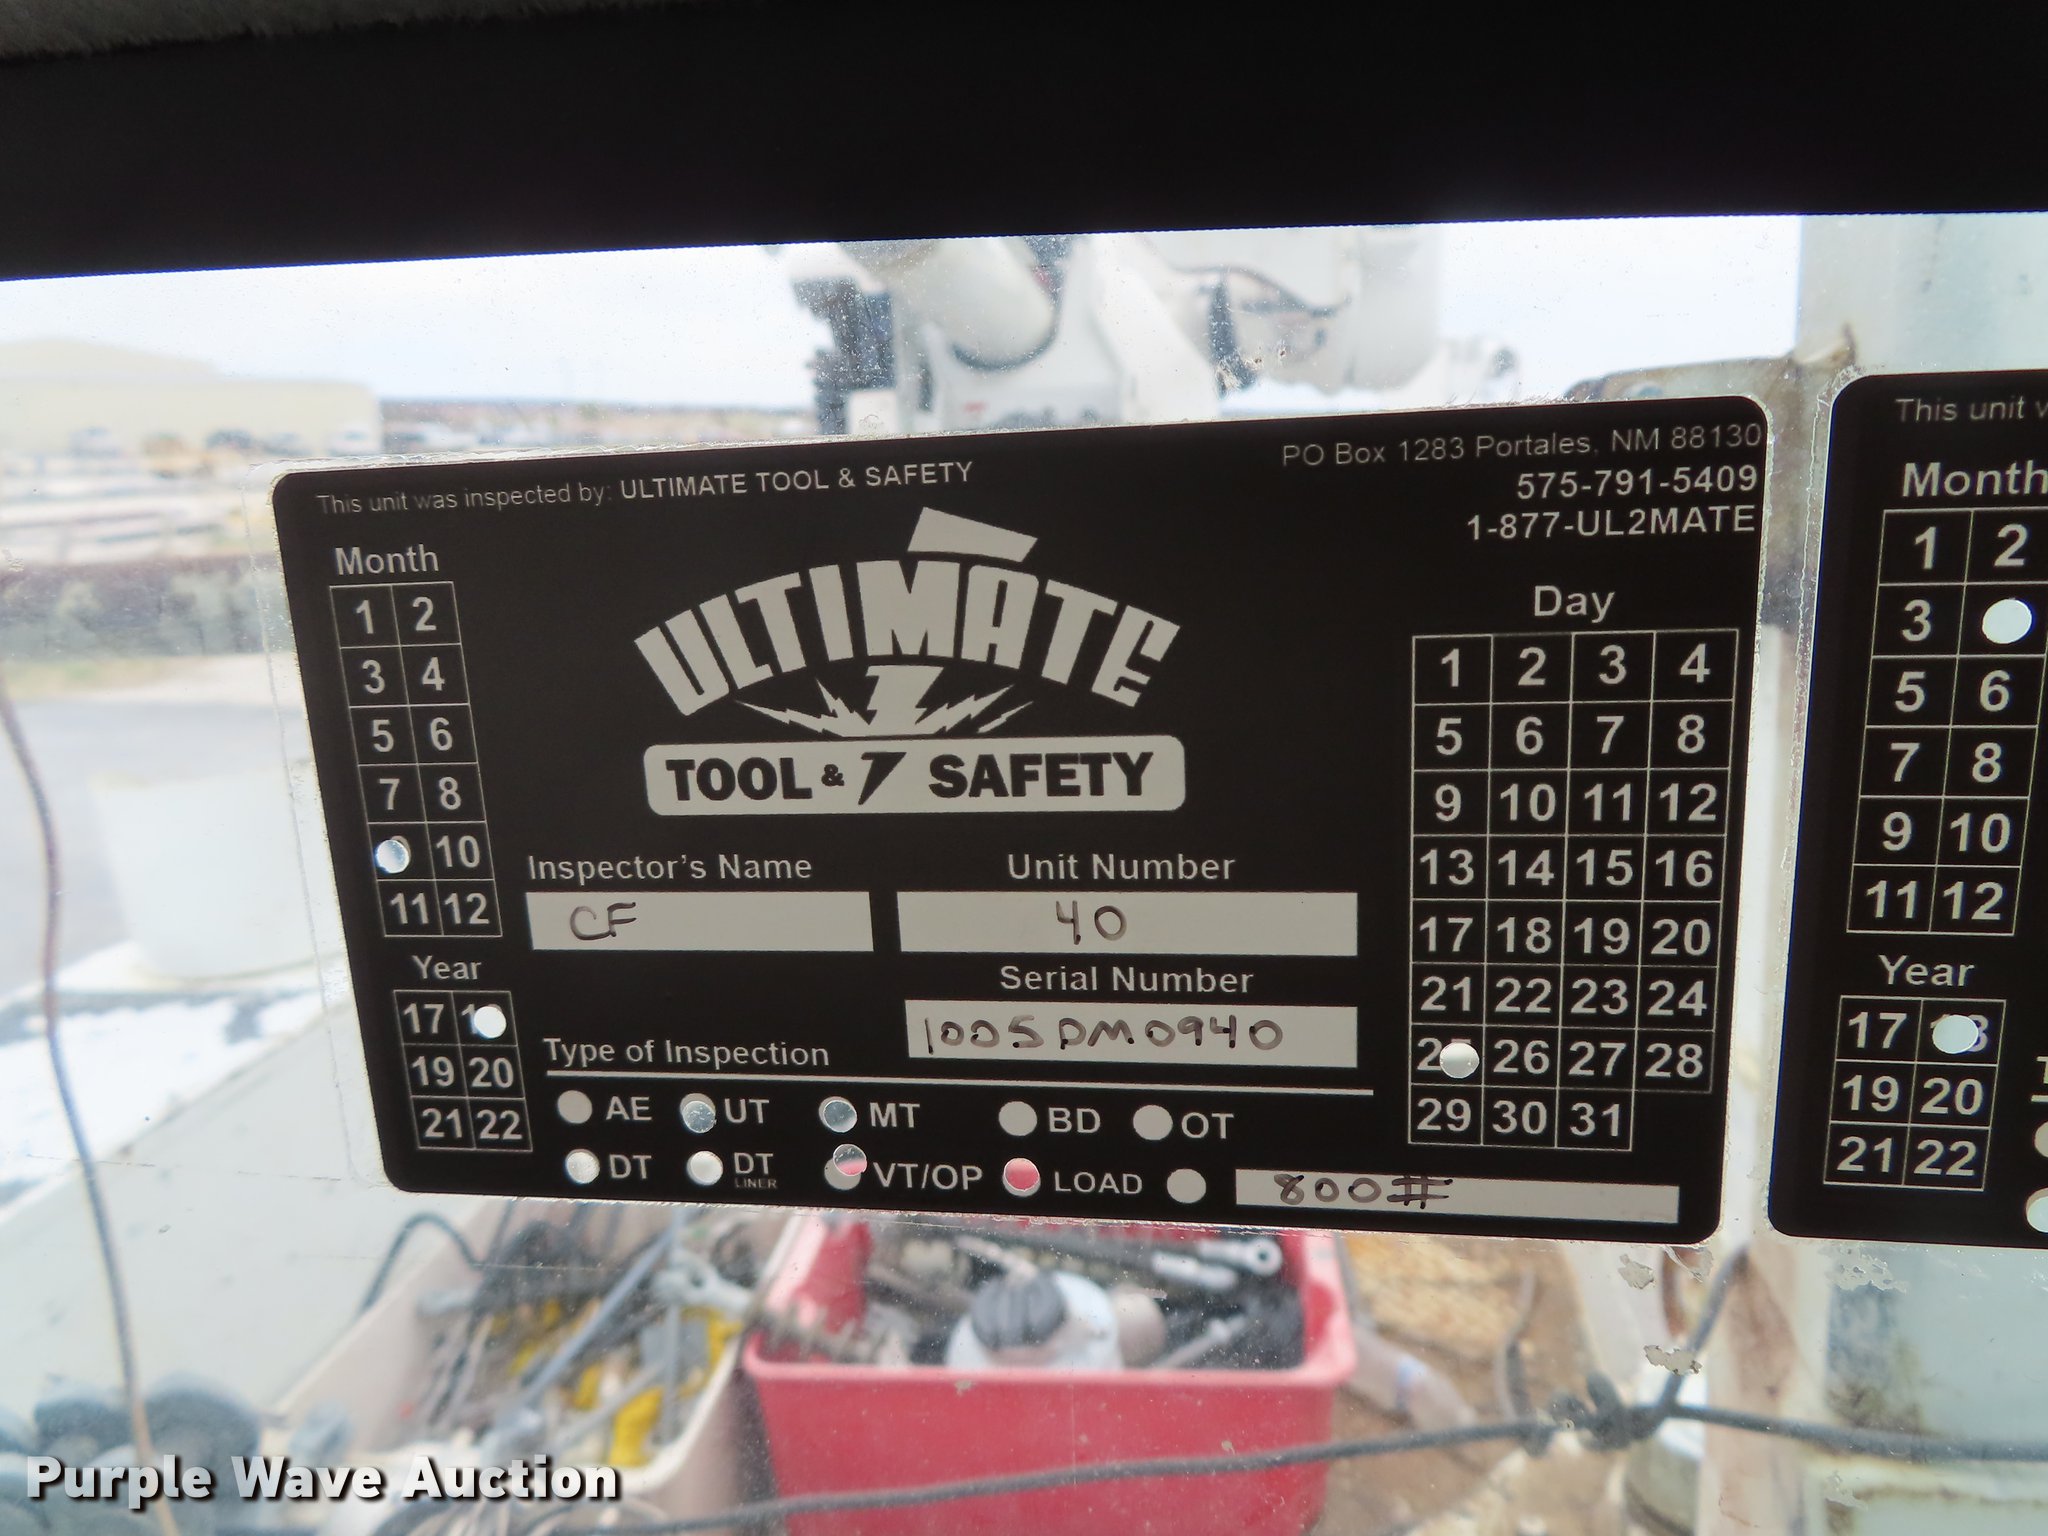 This unit was inspected by: ULTIMATE TOOL & SAFETY
PO Box 1283 Portales, NM 88130
575-791-5409
1-877-UL2MATE
Month
1 2
3 4
5 6
7 8
10
11 12
Year
17
19 20
21 22
ULTIMATE
TOOL & SAFETY
Inspector's Name
CF
Unit Number
40
Serial Number
1005DM0940
Type of Inspection
AE UT MT BD OT
DT DT LINER VT/OP LOAD 800#
Day
1 2 3 4
5 6 7 8
9 10 11 12
13 14 15 16
17 18 19 20
21 22 23 24
25 26 27 28
29 30 31
This unit
Month
1 2
3
5 6
7 8
9 10
11 12
Year
17 18
19 20
21 22
Purple Wave Auction